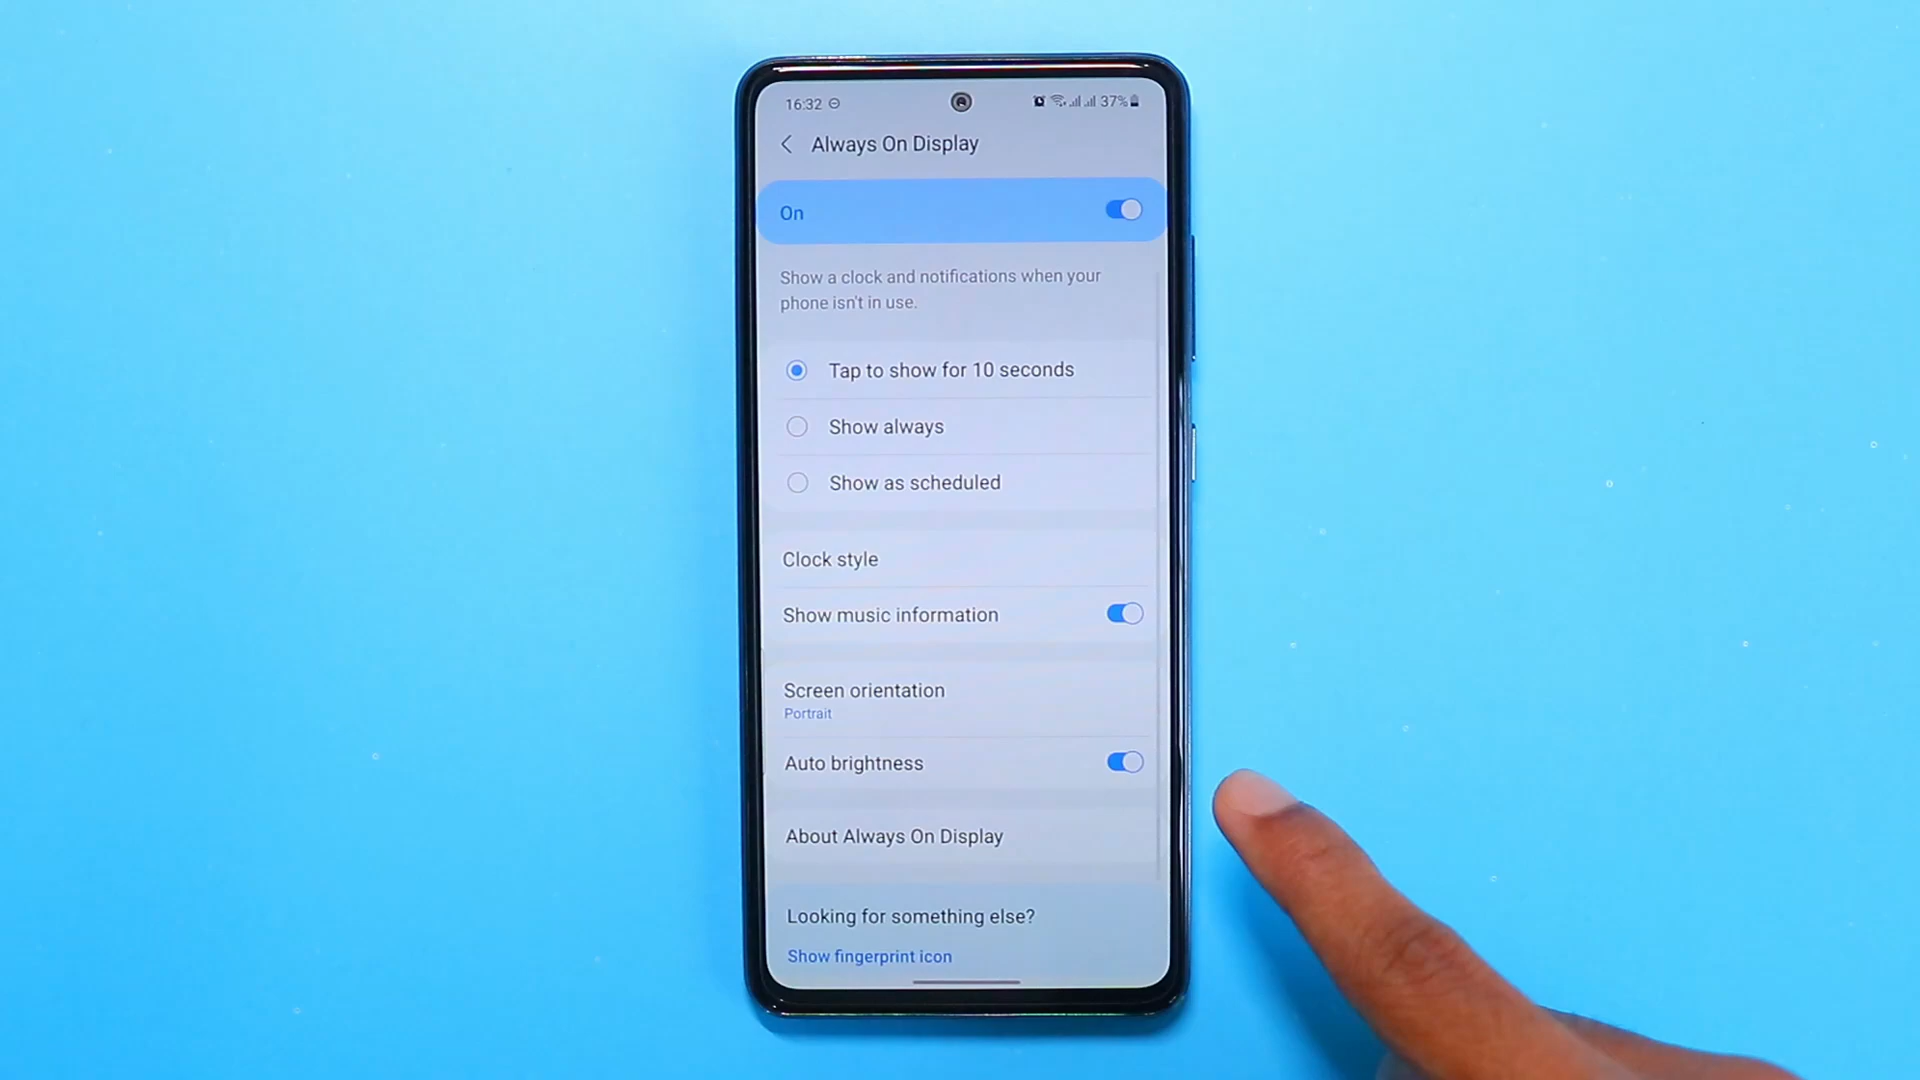 16:32
37%
Always On Display
On
Show a clock and notifications when your
phone isn't in use.
Tap to show for 10 seconds
Show always
Show as scheduled
Clock style
Show music information
Screen orientation
Portrait
Auto brightness
About Always On Display
Looking for something else?
Show fingerprint icon